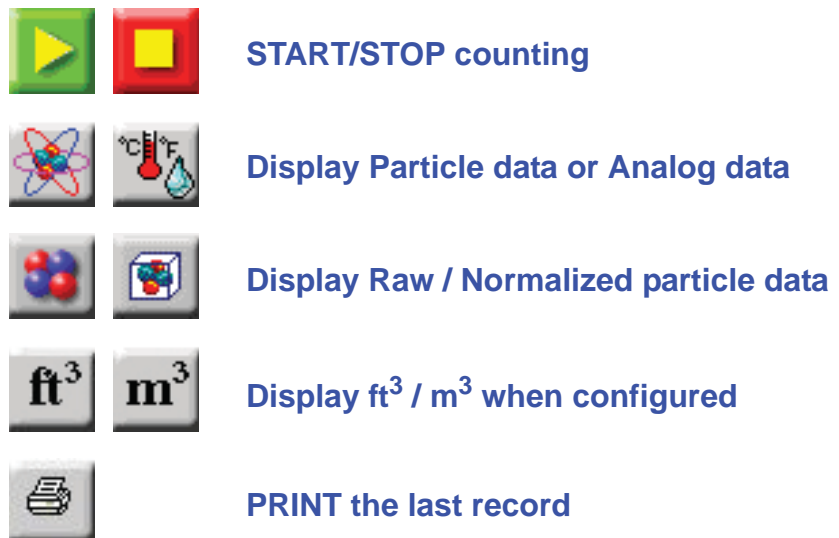 START/STOP counting
°C °F
Display Particle data or Analog data
Display Raw / Normalized particle data
ft³ m³
Display ft³ / m³ when configured
PRINT the last record